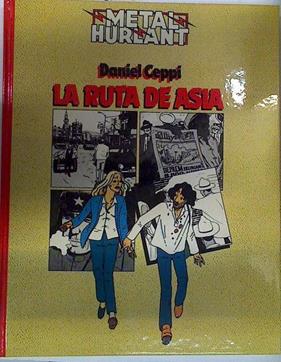 METAL
HURLANT
Daniel Ceppi
LA RUTA DE ASIA